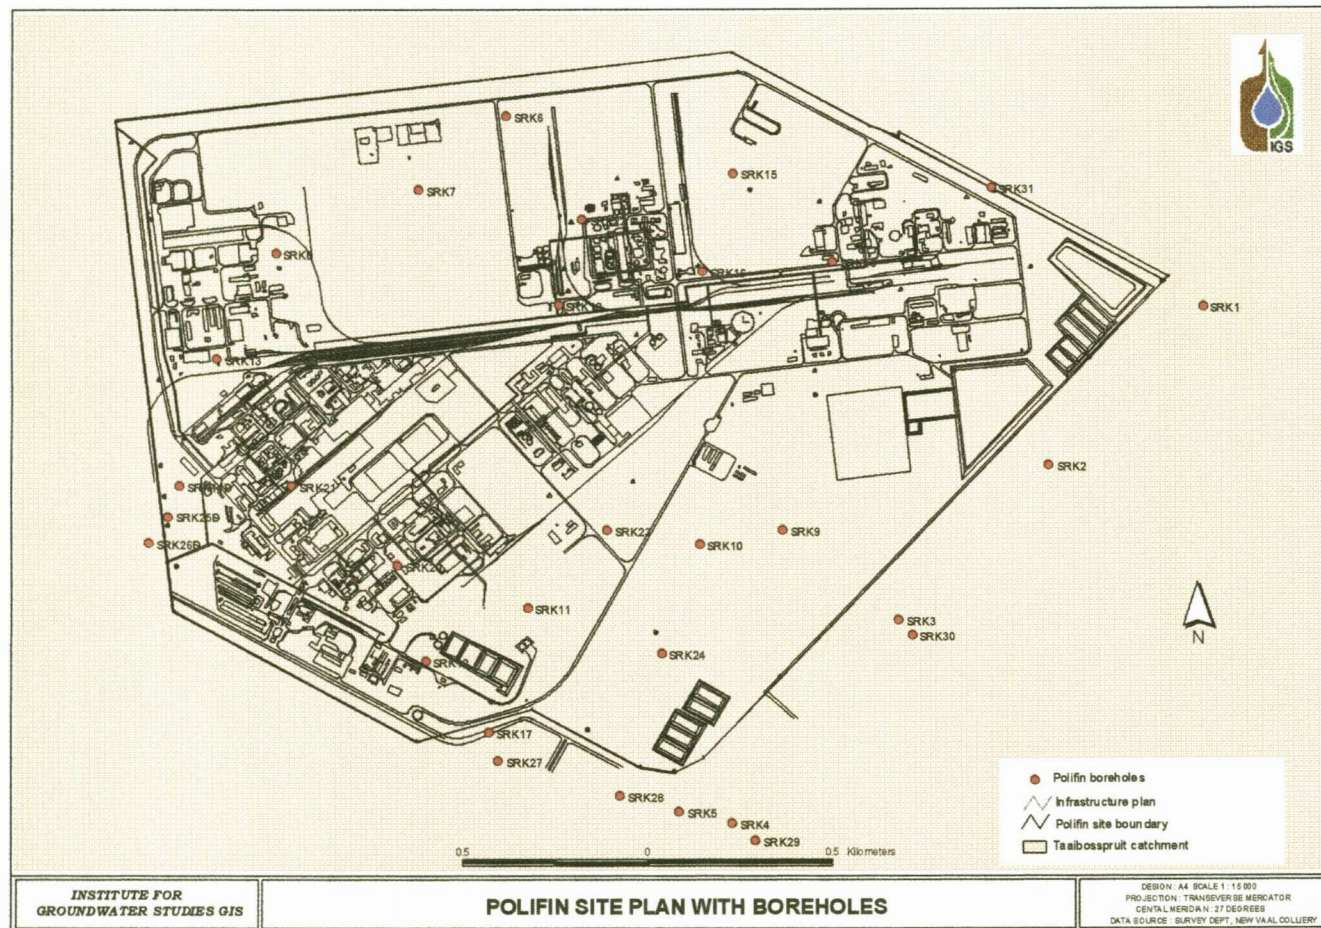 IGS
SRK6
SRK7
SRK15
SRK31
SRK8
SRK1
SRK13
SRK2
SRK21
SRK25D
SRK26D
SRK22
SRK10
SRK9
SRK11
SRK3
SRK30
SRK24
SRK17
SRK27
SRK28
SRK5
SRK4
SRK29
N
Polifin boreholes
Infrastructure plan
Polifin site boundary
Taaibosspruit catchment
0.5 0 0.5 Kilometers
INSTITUTE FOR
GROUNDWATER STUDIES GIS
POLIFIN SITE PLAN WITH BOREHOLES
DESIGN : A4 SCALE 1 : 15 000
PROJECTION : TRANSEVERSE MERCATOR
CENTAL MERIDIAN : 27 DEGREES
DATA SOURCE : SURVEY DEPT, NEW VAAL COLLIERY